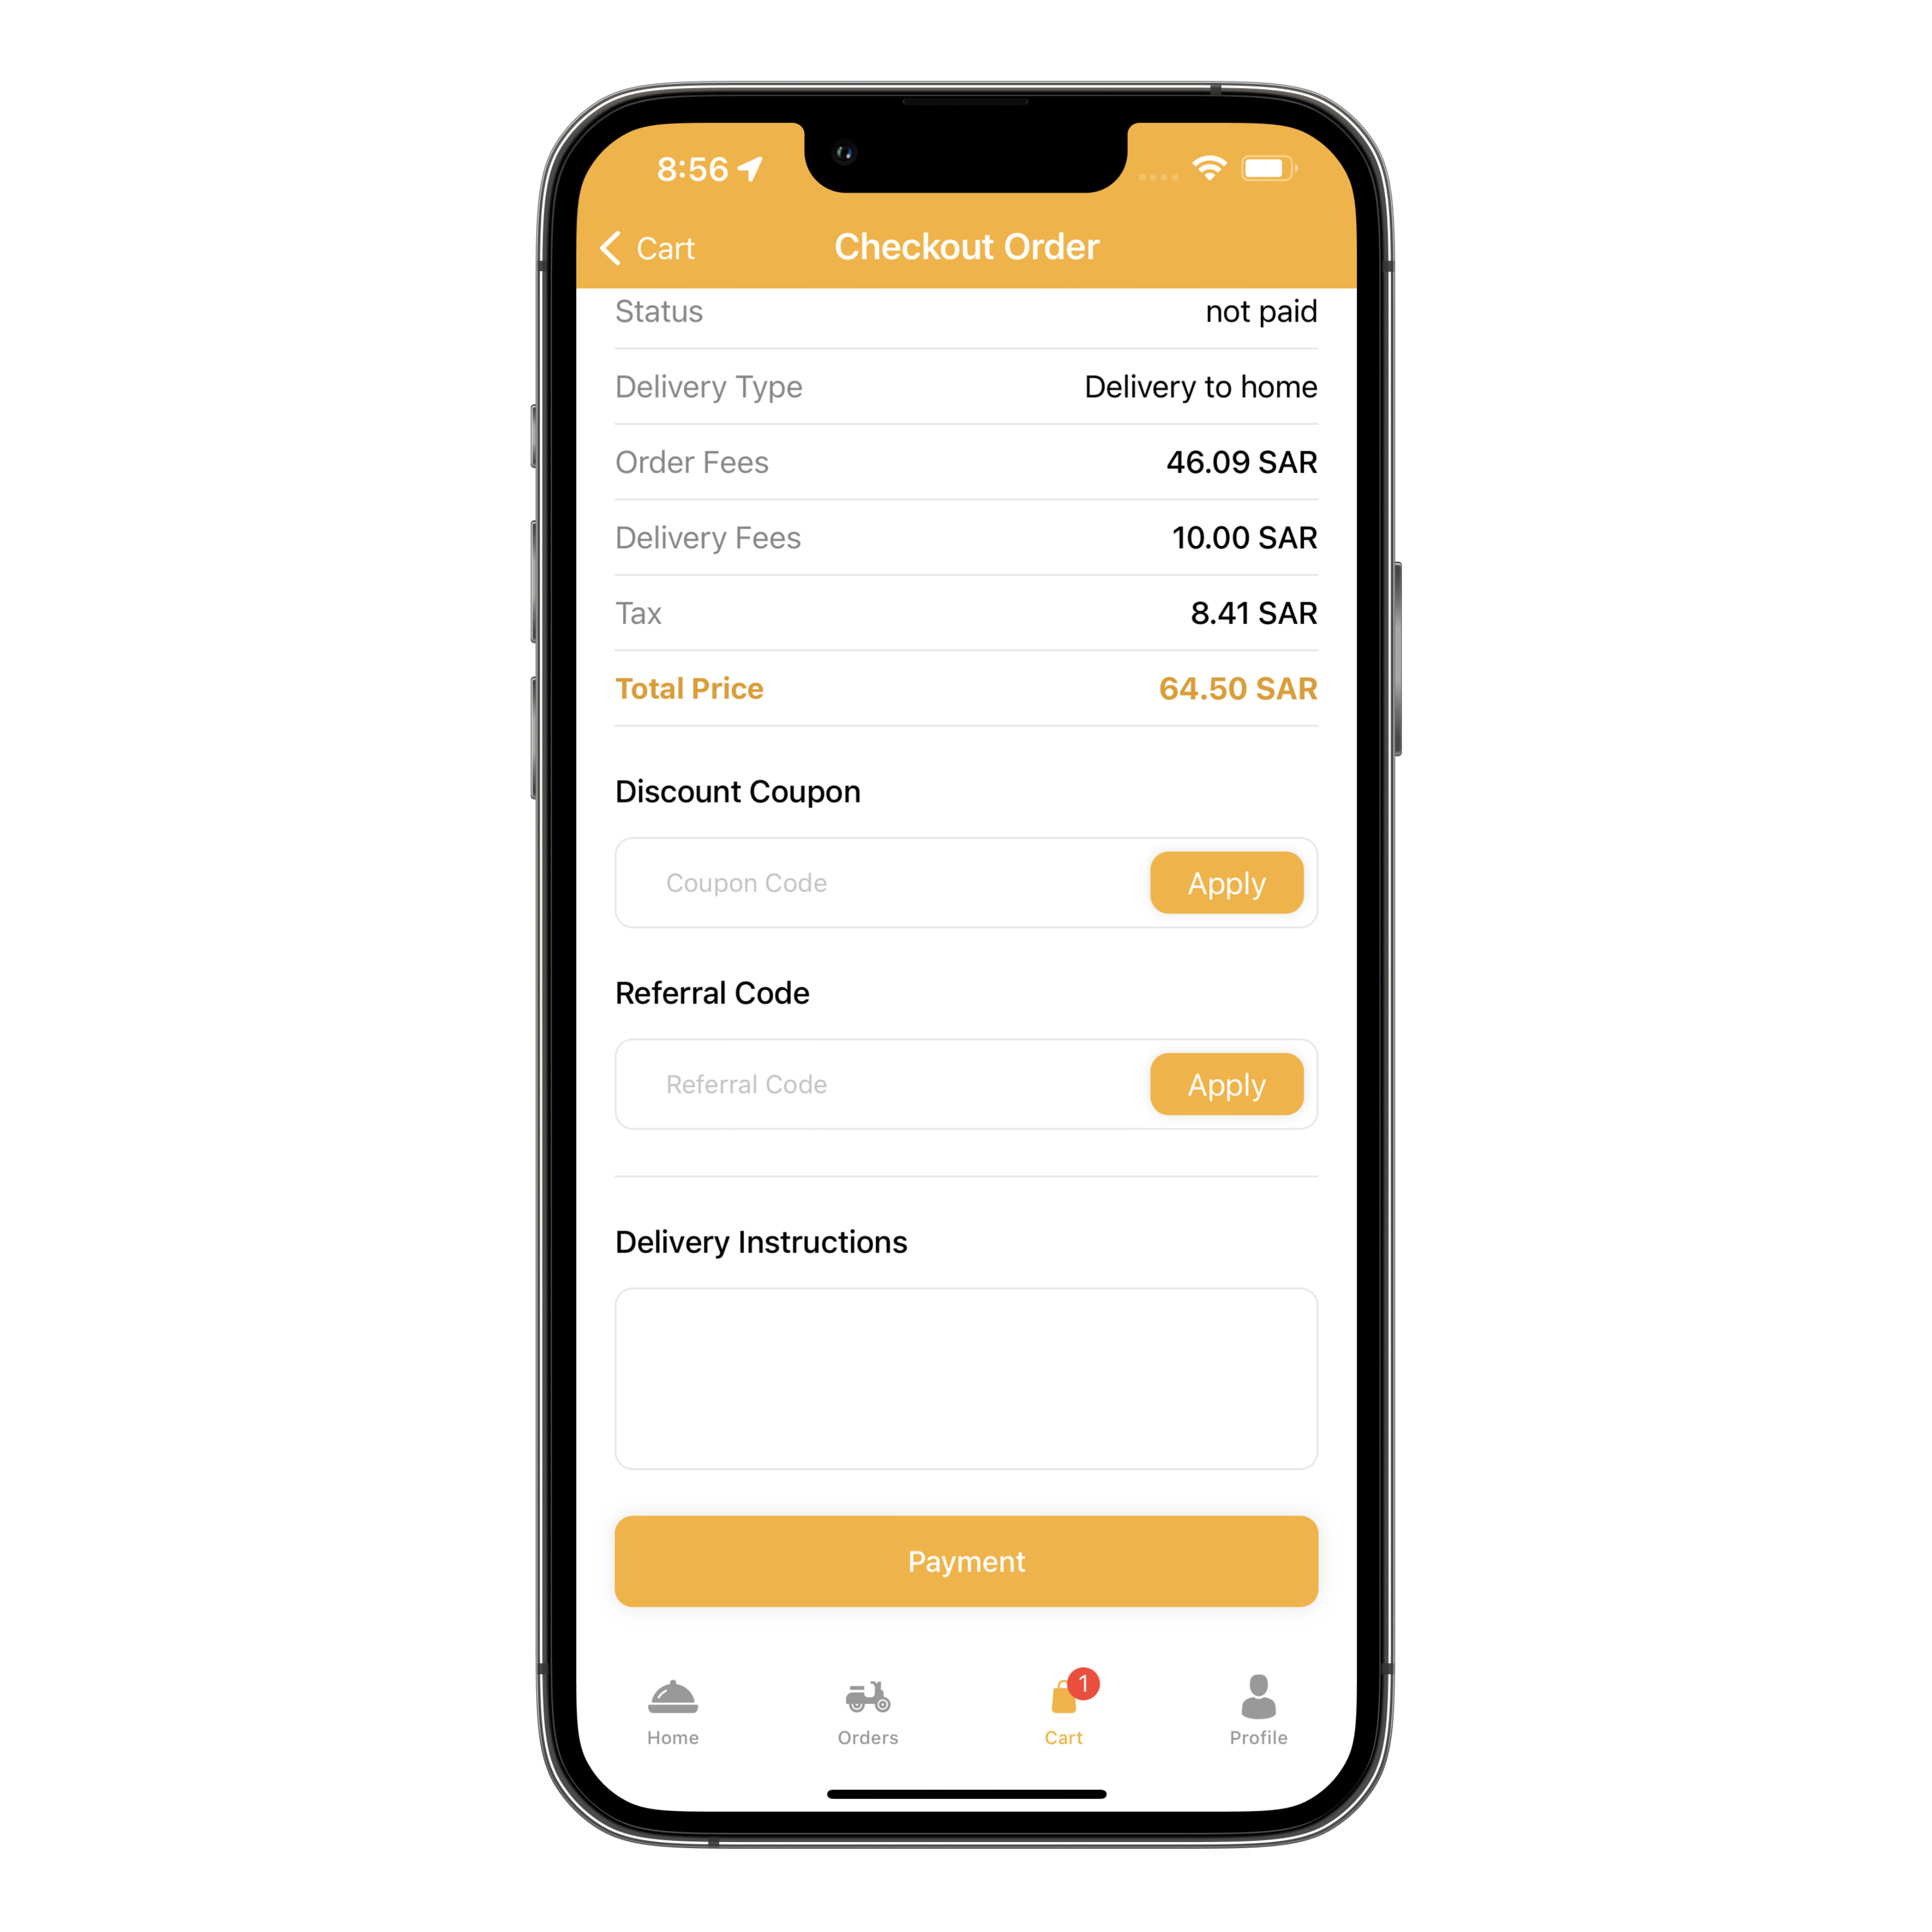 8:56
Cart
Checkout Order
Status not paid
Delivery Type Delivery to home
Order Fees 46.09 SAR
Delivery Fees 10.00 SAR
Tax 8.41 SAR
Total Price 64.50 SAR
Discount Coupon
Coupon Code Apply
Referral Code
Referral Code Apply
Delivery Instructions
Payment
1
Home Orders Cart Profile